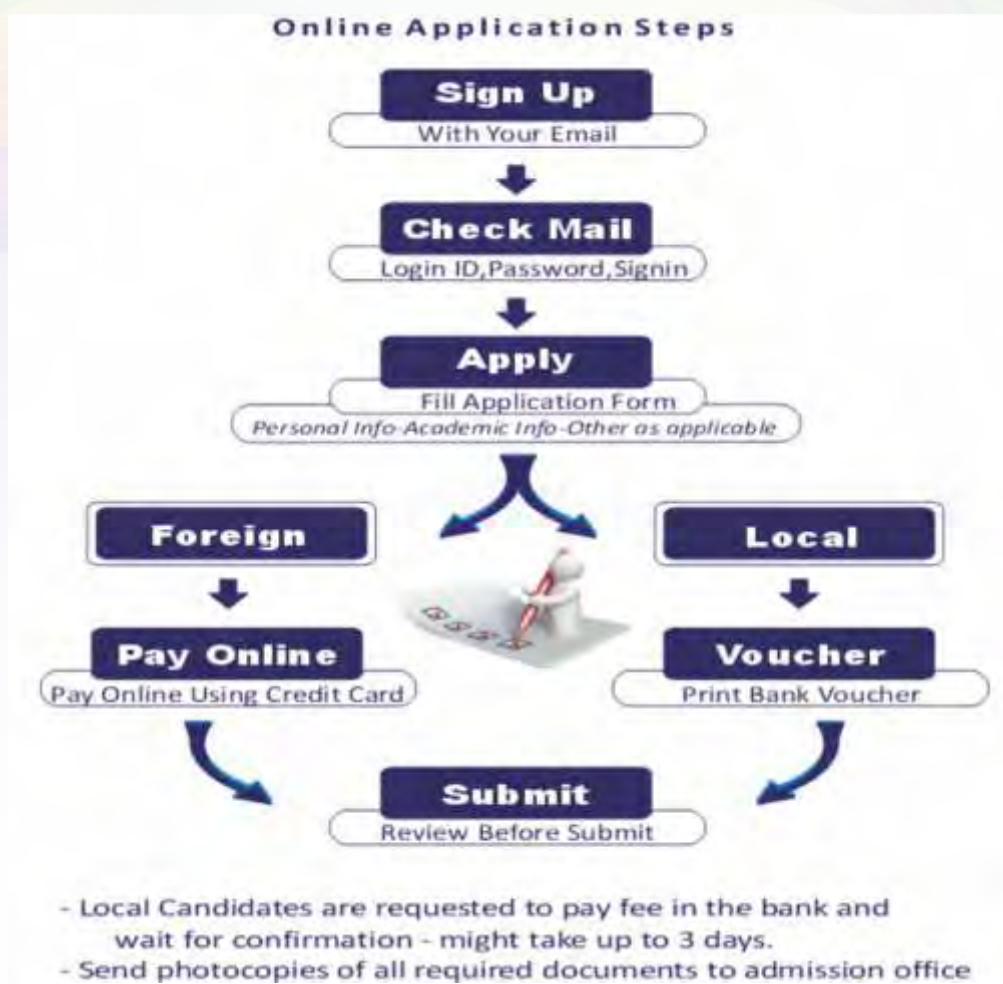 Online Application Steps
Sign Up
With Your Email
Check Mail
Login ID,Password,Signin
Apply
Fill Application Form
Personal Info-Academic Info-Other as applicable
Foreign
Local
Pay Online
Pay Online Using Credit Card
Voucher
Print Bank Voucher
Submit
Review Before Submit
- Local Candidates are requested to pay fee in the bank and
wait for confirmation - might take up to 3 days.
- Send photocopies of all required documents to admission office